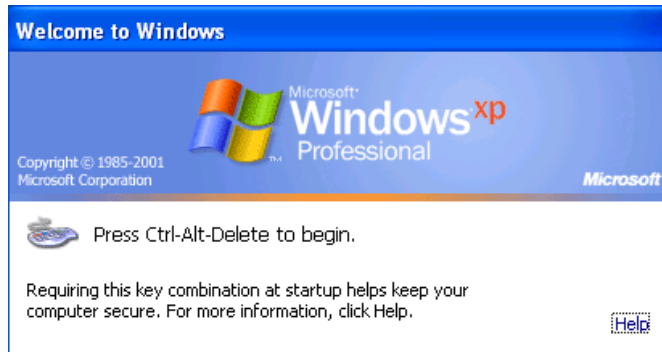 Welcome to Windows
Microsoft®
Windows xp
Professional
TM
Copyright © 1985-2001
Microsoft Corporation
Microsoft
Press Ctrl-Alt-Delete to begin.
Requiring this key combination at startup helps keep your
computer secure. For more information, click Help.
Help